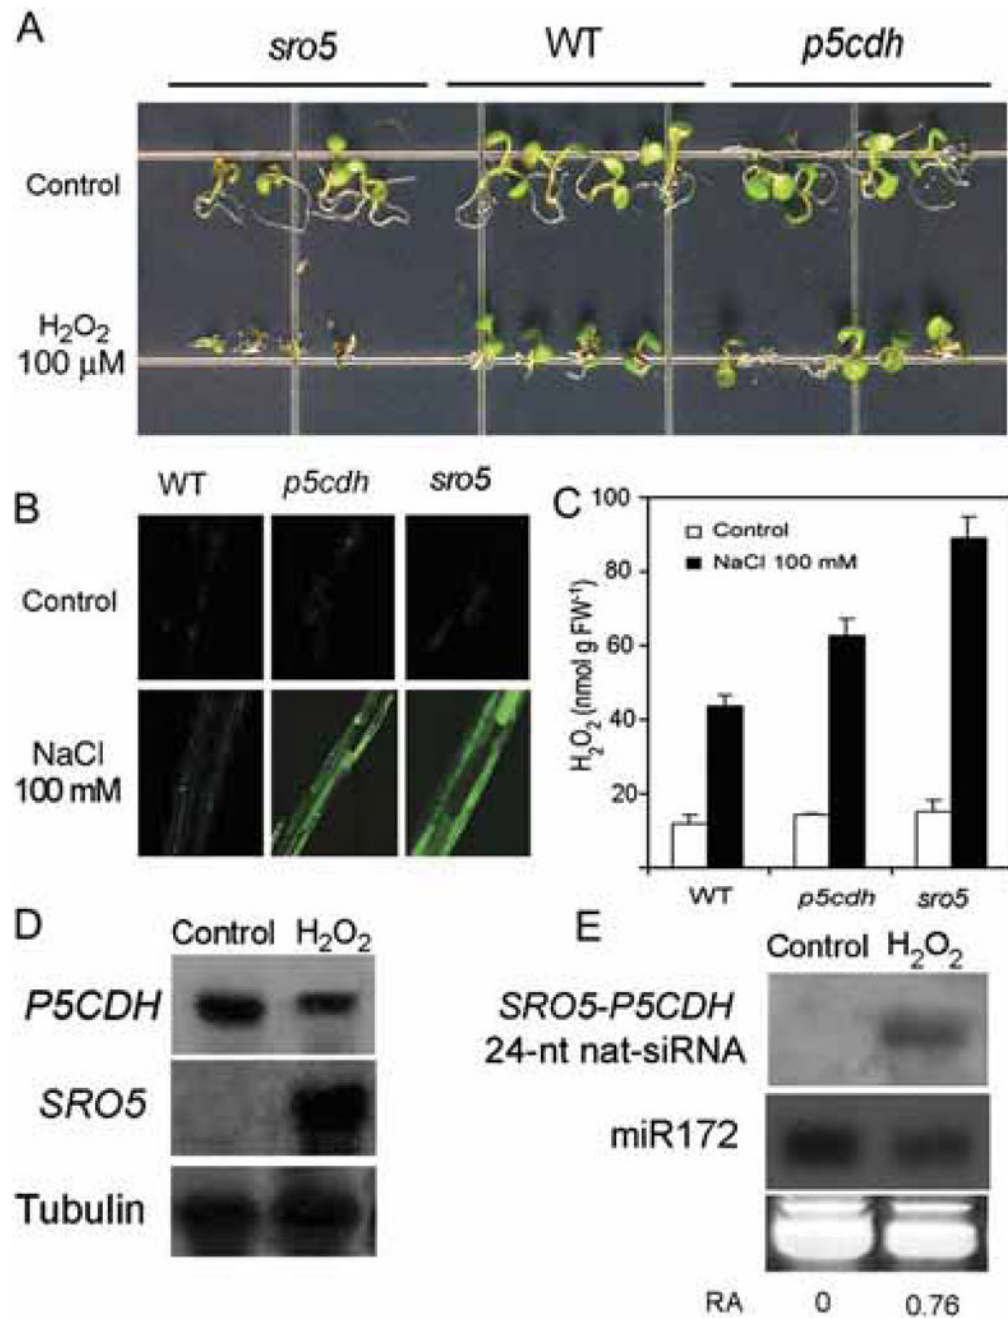 A
sro5 WT p5cdh
Control
H₂O₂
100 μM
B
WT p5cdh sro5
Control
NaCl
100 mM
C
100
80
60
40
20
H₂O₂ (nmol g FW⁻¹)
Control
NaCl 100 mM
WT p5cdh sro5
D
Control H₂O₂
P5CDH
SRO5
Tubulin
E
Control H₂O₂
SRO5-P5CDH
24-nt nat-siRNA
miR172
RA 0 0.76